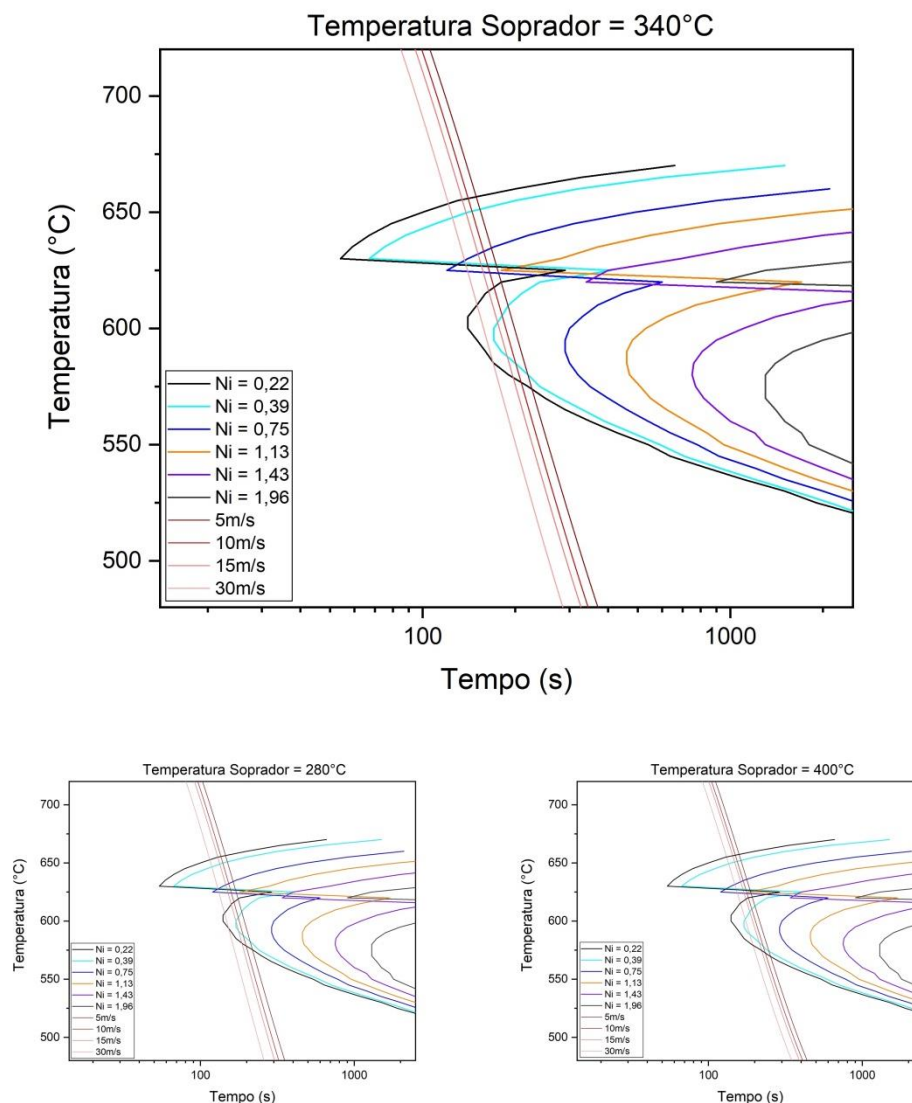 Temperatura Soprador = 340°C
700
650
600
550
500
Temperatura (°C)
Ni = 0,22
Ni = 0,39
Ni = 0,75
Ni = 1,13
Ni = 1,43
Ni = 1,96
5m/s
10m/s
15m/s
30m/s
100
1000
Tempo (s)
Temperatura Soprador = 280°C
700
650
600
550
500
Temperatura (°C)
Ni = 0,22
Ni = 0,39
Ni = 0,75
Ni = 1,13
Ni = 1,43
Ni = 1,96
5m/s
10m/s
15m/s
30m/s
100
1000
Tempo (s)
Temperatura Soprador = 400°C
700
650
600
550
500
Temperatura (°C)
Ni = 0,22
Ni = 0,39
Ni = 0,75
Ni = 1,13
Ni = 1,43
Ni = 1,96
5m/s
10m/s
15m/s
30m/s
100
1000
Tempo (s)